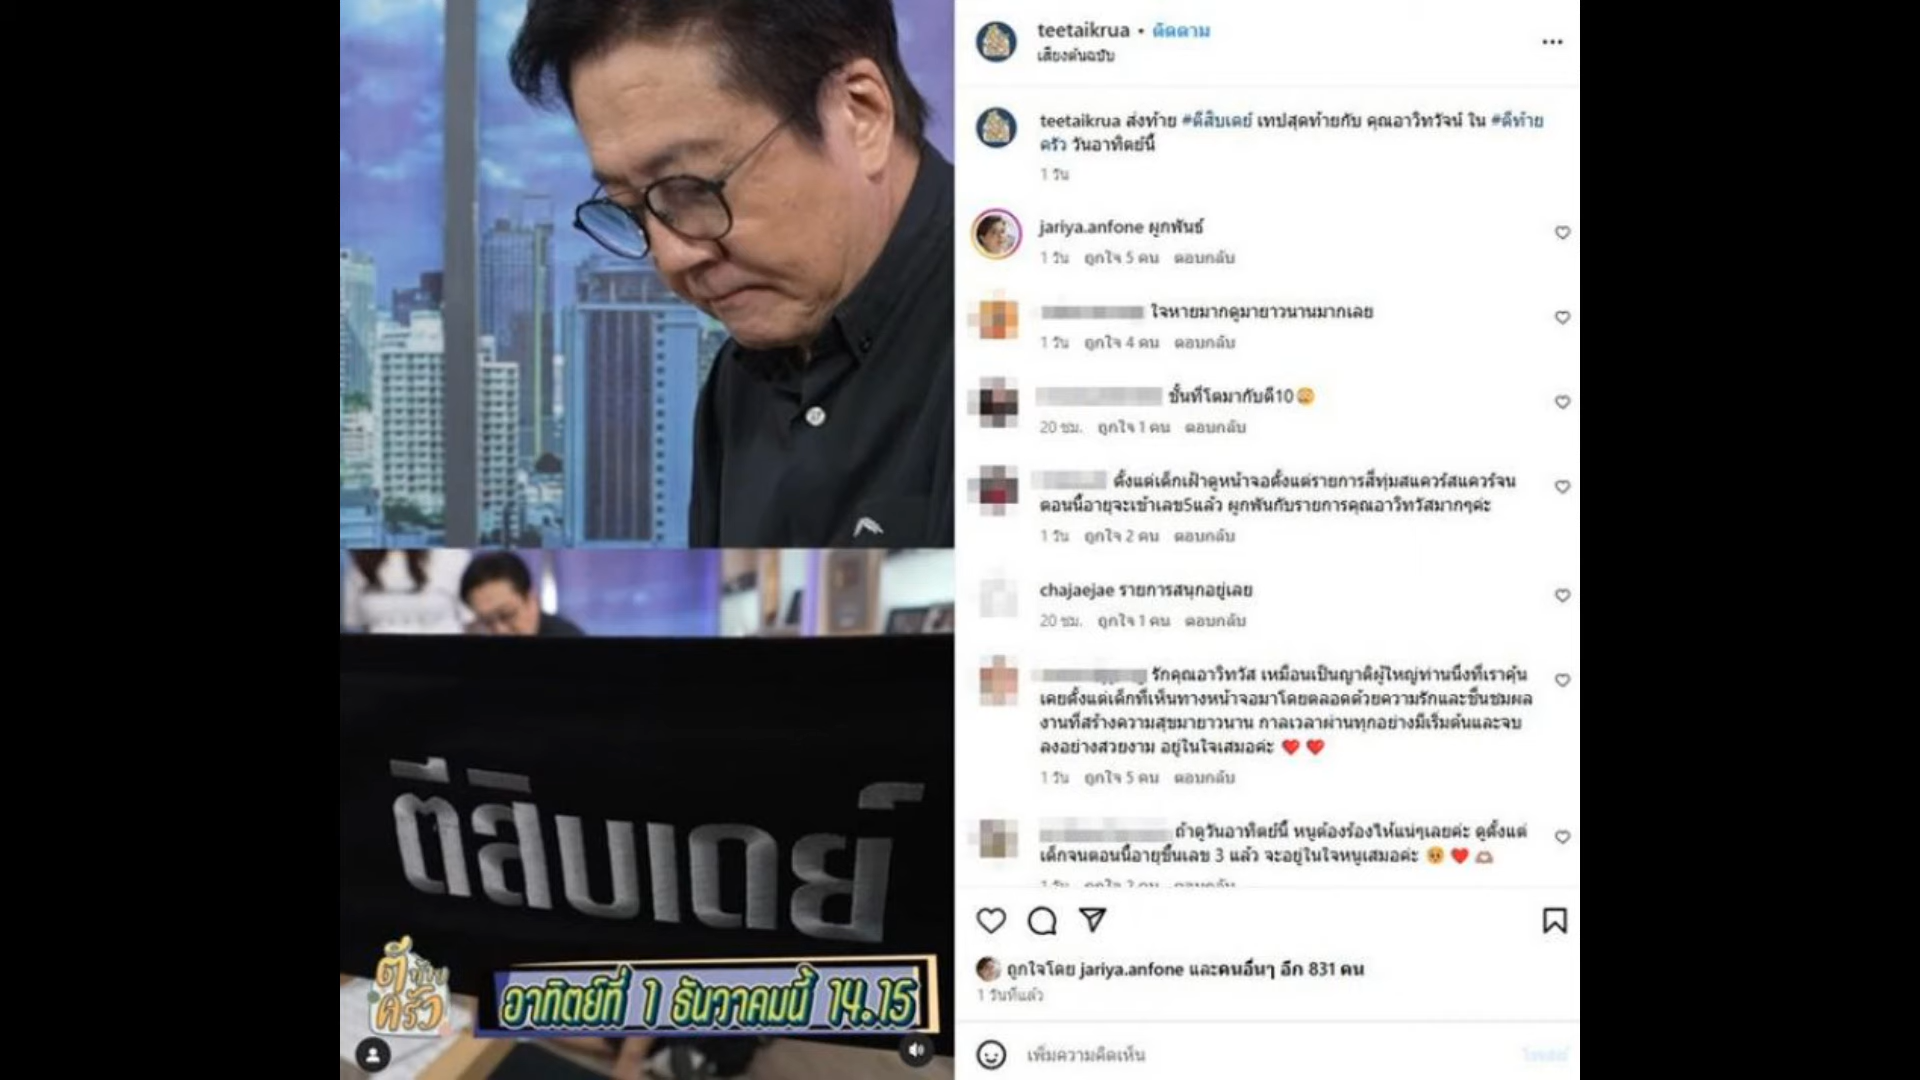 teetaikrua • ติดตาม
เสียงต้นฉบับ
teetaikrua ส่งท้าย #ตีสิบเดย์ เทปสุดท้ายกับ คุณอาวิทวัจน์ ใน #ตีท้าย
ครัว วันอาทิตย์นี้
1 วัน
jariya.anfone ผูกพันธ์
1 วัน ถูกใจ 5 คน ตอบกลับ
ใจหายมากดูมายาวนานมากเลย
1 วัน ถูกใจ 4 คน ตอบกลับ
ชั้นที่โตมากับตี10😳
20 ชม. ถูกใจ 1 คน ตอบกลับ
ตั้งแต่เด็กเฝ้าดูหน้าจอตั้งแต่รายการสี่ทุ่มสแควร์สแควร์จน
ตอนนี้อายุจะเข้าเลข5แล้ว ผูกพันกับรายการคุณอาวิทวัสมากๆค่ะ
1 วัน ถูกใจ 2 คน ตอบกลับ
chajaejae รายการสนุกอยู่เลย
20 ชม. ถูกใจ 1 คน ตอบกลับ
รักคุณอาวิทวัส เหมือนเป็นญาติผู้ใหญ่ท่านนึ่งที่เราคุ้น
เคยตั้งแต่เด็กที่เห็นทางหน้าจอมาโดยตลอดด้วยความรักและชื่นชมผล
งานที่สร้างความสุขมายาวนาน กาลเวลาผ่านทุกอย่างมีเริ่มต้นและจบ
ลงอย่างสวยงาม อยู่ในใจเสมอค่ะ ❤️ ❤️
1 วัน ถูกใจ 5 คน ตอบกลับ
ถ้าดูวันอาทิตย์นี้ หนูต้องร้องไห้แน่ๆเลยค่ะ ดูตั้งแต่
เด็กจนตอนนี้อายุขึ้นเลข 3 แล้ว จะอยู่ในใจหนูเสมอค่ะ 🥹 ❤️ 🫶
1 วัน ถูกใจ 2 คน ตอบกลับ
ถูกใจโดย jariya.anfone และคนอื่นๆ อีก 831 คน
1 วันที่แล้ว
เพิ่มความคิดเห็น
โพสต์
ตีสิบเดย์
ตีท้ายครัว
อาทิตย์ที่ 1 ธันวาคมนี้ 14.15